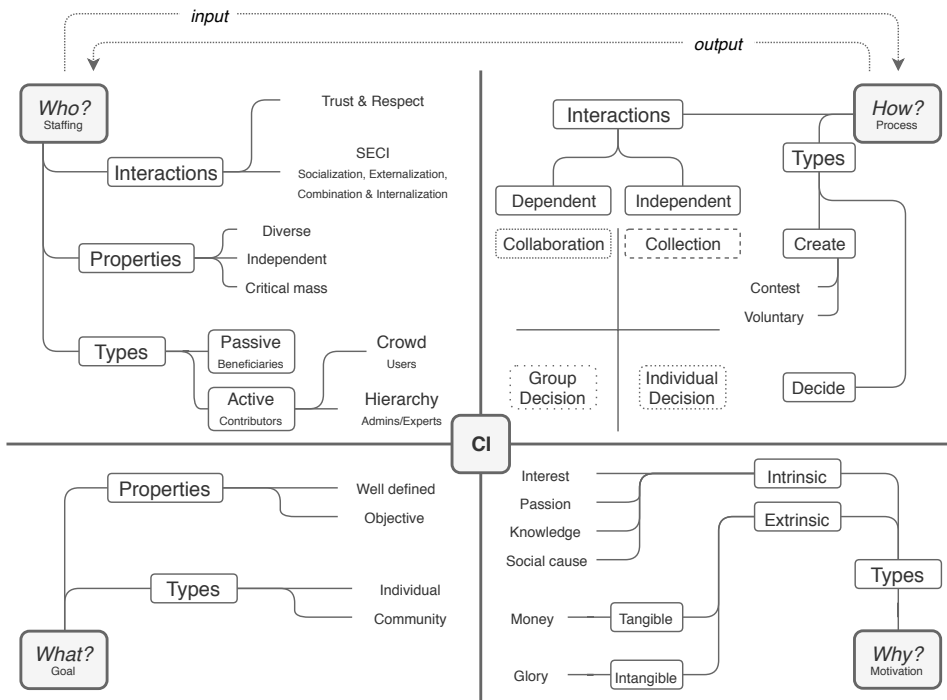 input
output
Who?
Staffing
Trust & Respect
Interactions
SECI
Socialization, Externalization,
Combination & Internalization
Properties
Diverse
Independent
Critical mass
Types
Passive
Beneficiaries
Active
Contributors
Crowd
Users
Hierarchy
Admins/Experts
How?
Process
Interactions
Types
Dependent
Independent
Collaboration
Collection
Create
Contest
Voluntary
Group
Decision
Individual
Decision
Decide
CI
Properties
Well defined
Objective
Types
Individual
Community
What?
Goal
Interest
Passion
Knowledge
Social cause
Intrinsic
Extrinsic
Types
Money
Tangible
Glory
Intangible
Why?
Motivation